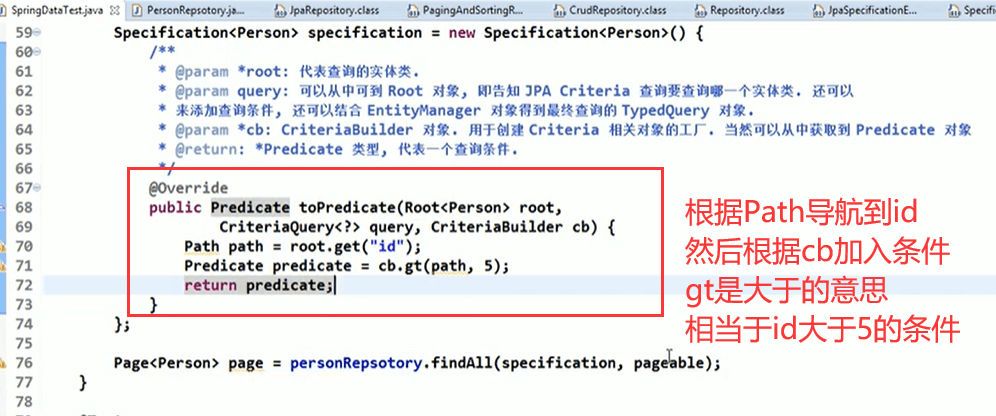 SpringDataTest.java PersonRepsotory.ja... JpaRepository.class PagingAndSortingR... CrudRepository.class Repository.class JpaSpecificationE... Specifi
59 Specification<Person> specification = new Specification<Person>() {
60 /**
61 * @param *root: 代表查询的实体类.
62 * @param query: 可以从中可到 Root 对象, 即告知 JPA Criteria 查询要查询哪一个实体类. 还可以
63 * 来添加查询条件, 还可以结合 EntityManager 对象得到最终查询的 TypedQuery 对象.
64 * @param *cb: CriteriaBuilder 对象. 用于创建 Criteria 相关对象的工厂. 当然可以从中获取到 Predicate 对象
65 * @return: *Predicate 类型, 代表一个查询条件.
66 */
67 @Override
68 public Predicate toPredicate(Root<Person> root,
69 CriteriaQuery<?> query, CriteriaBuilder cb) {
70 Path path = root.get("id");
71 Predicate predicate = cb.gt(path, 5);
72 return predicate;
73 }
74 };
75
76 Page<Person> page = personRepsotory.findAll(specification, pageable);
77 }
78
根据Path导航到id
然后根据cb加入条件
gt是大于的意思
相当于id大于5的条件